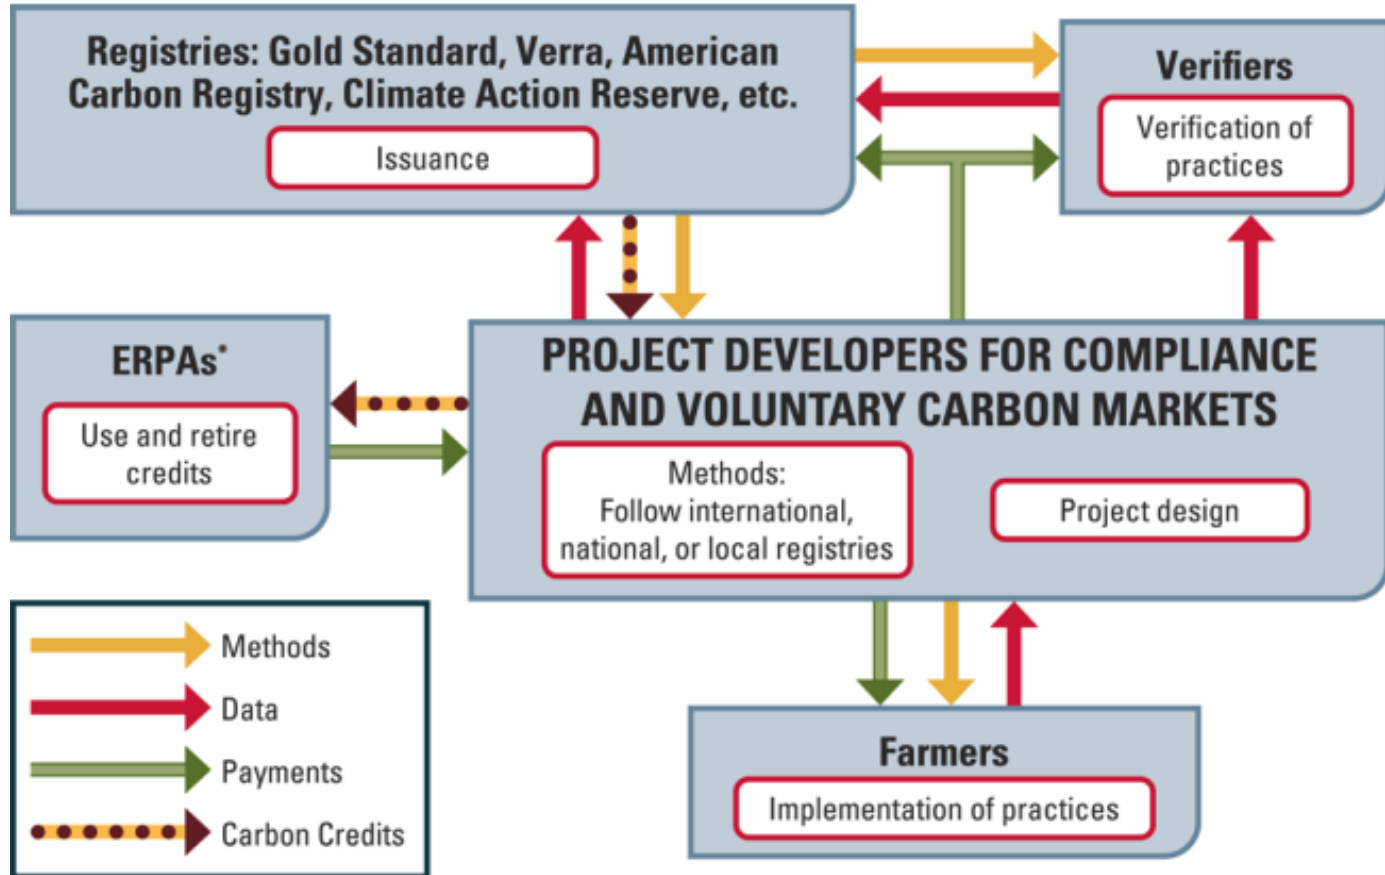 Registries: Gold Standard, Verra, American
Carbon Registry, Climate Action Reserve, etc.
Issuance
Verifiers
Verification of
practices
ERPAs*
Use and retire
credits
PROJECT DEVELOPERS FOR COMPLIANCE
AND VOLUNTARY CARBON MARKETS
Methods:
Follow international,
national, or local registries
Project design
Methods
Data
Payments
Carbon Credits
Farmers
Implementation of practices